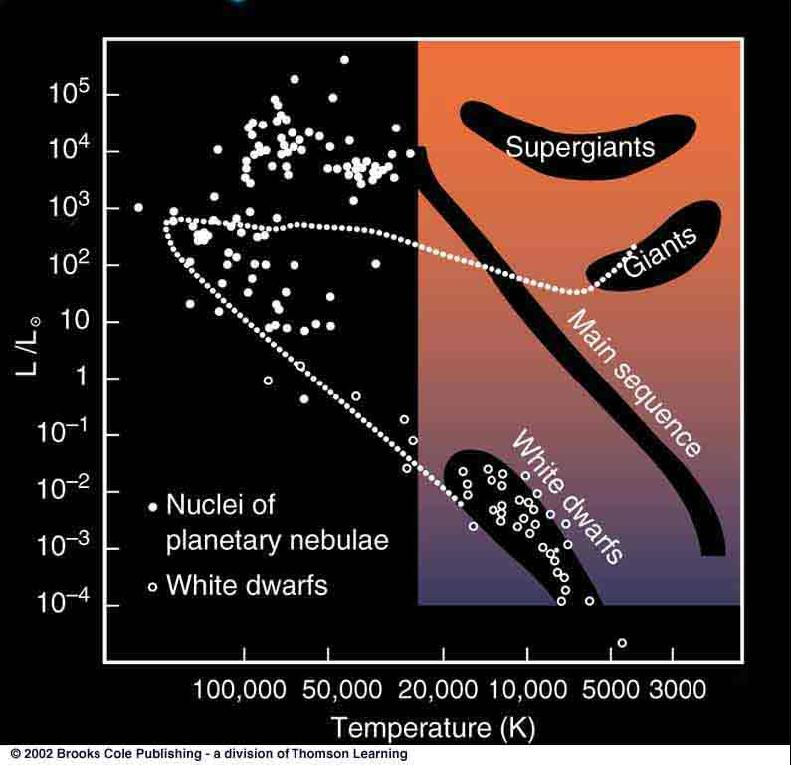 10⁵
10⁴
10³
10²
10
1
10⁻¹
10⁻²
10⁻³
10⁻⁴
L/L☉
Supergiants
Giants
Main sequence
White dwarfs
Nuclei of
planetary nebulae
White dwarfs
100,000 50,000 20,000 10,000 5000 3000
Temperature (K)
© 2002 Brooks Cole Publishing - a division of Thomson Learning